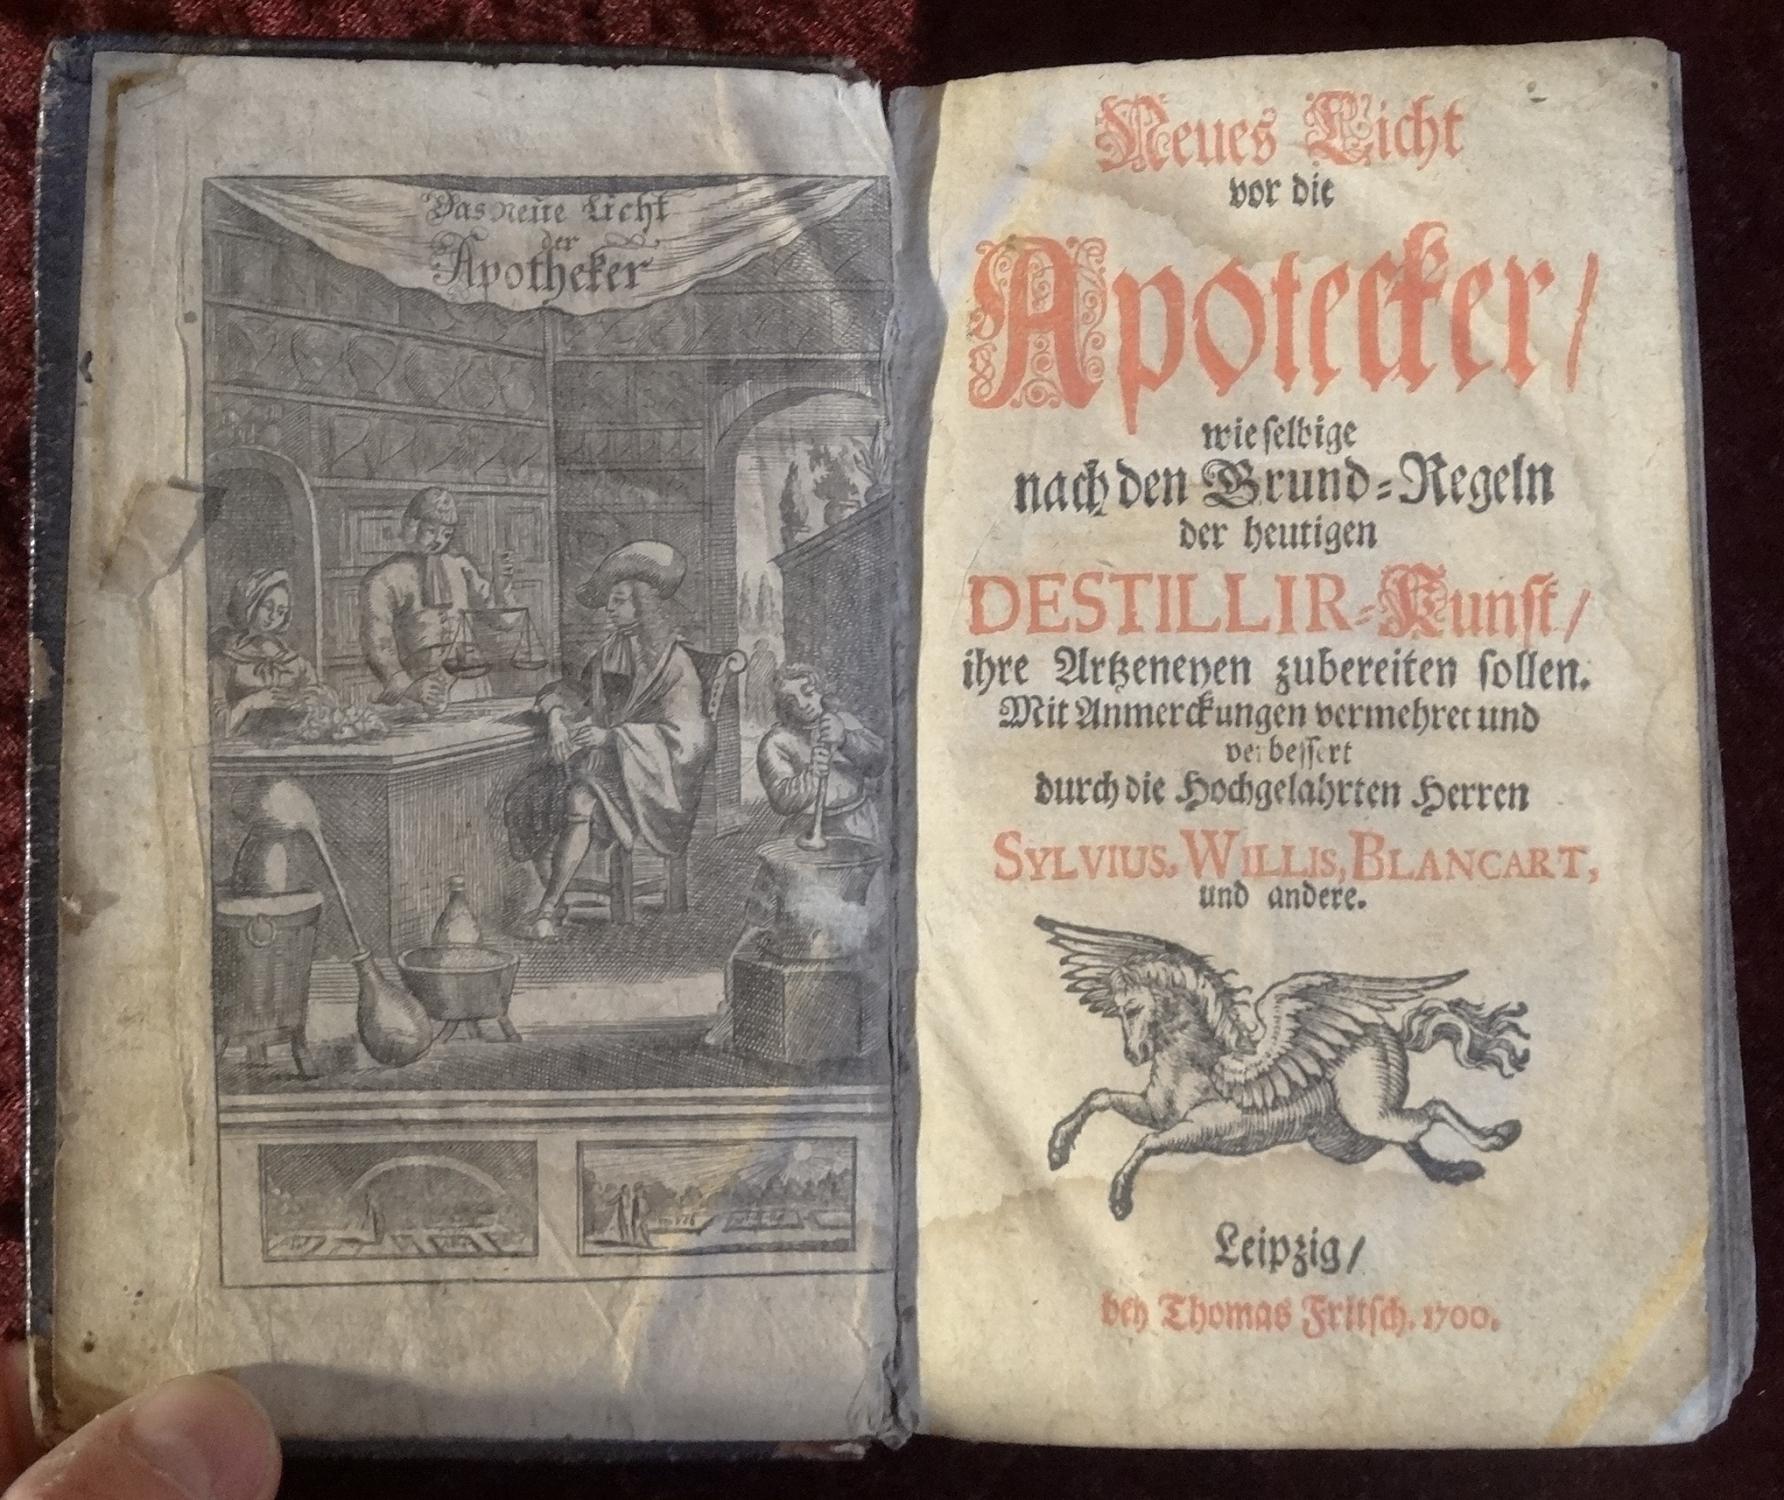 Das Neue Licht
der
Apotheker
Neues Licht
vor die
Apotecker/
wie selbige
nach den Grund-Regeln
der heutigen
DESTILLIR-Kunst/
ihre Artzeneyen zubereiten sollen.
Mit Anmerckungen vermehret und
verbessert
durch die Hochgelahrten Herren
SYLVIUS, WILLIS, BLANCART,
und andere.
Leipzig/
bey Thomas Fritsch. 1700.